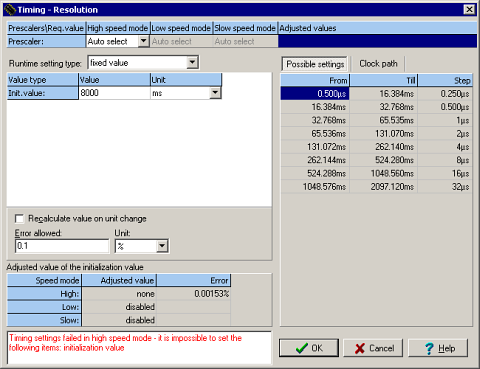 Timing - Resolution
Prescalers\Req.value High speed mode Low speed mode Slow speed mode Adjusted values
Prescaler: Auto select Auto select Auto select
Runtime setting type: fixed value
Value type Value Unit
Init.value: 8000 ms
Recalculate value on unit change
Error allowed: Unit:
0.1 %
Adjusted value of the initialization value
Speed mode Adjusted value Error
High: none 0.00153%
Low: disabled
Slow: disabled
Timing settings failed in high speed mode - it is impossible to set the
following items: initialization value
Possible settings Clock path
From Till Step
0.500µs 16.384ms 0.250µs
16.384ms 32.768ms 0.500µs
32.768ms 65.535ms 1µs
65.536ms 131.070ms 2µs
131.072ms 262.140ms 4µs
262.144ms 524.280ms 8µs
524.288ms 1048.560ms 16µs
1048.576ms 2097.120ms 32µs
OK Cancel Help